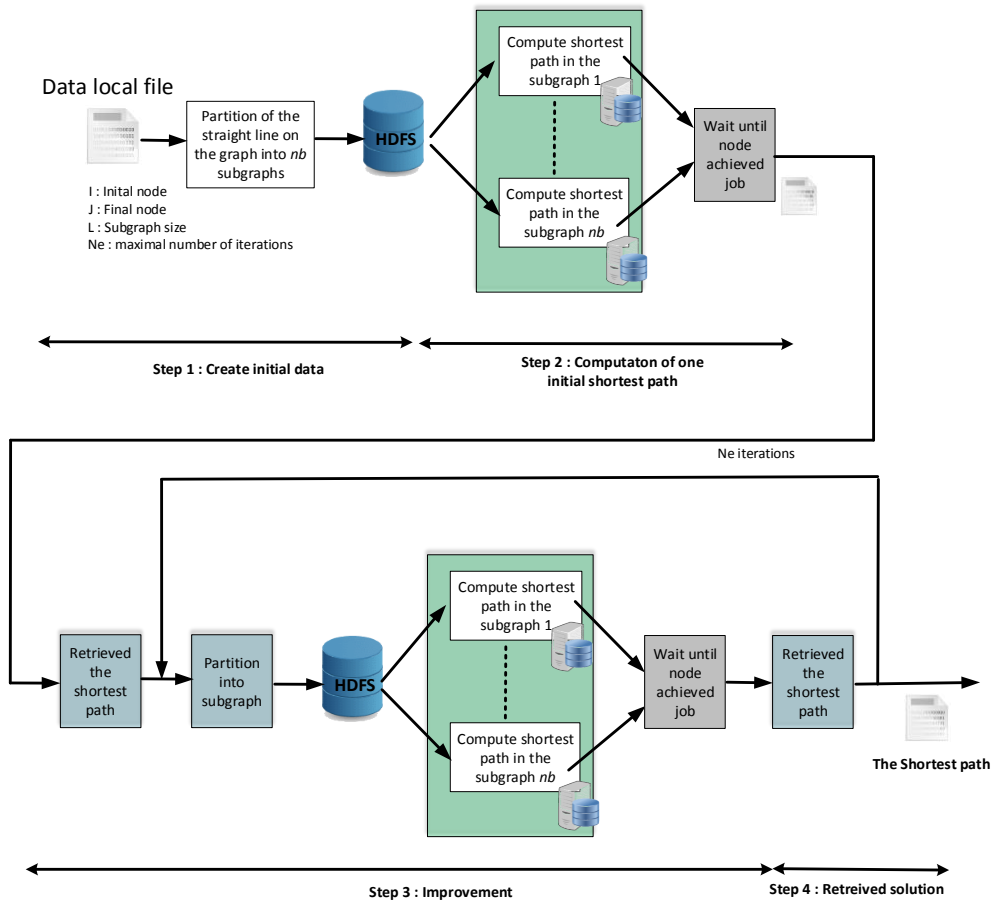 Data local file
Partition of the
straight line on
the graph into nb
subgraphs
I : Inital node
J : Final node
L : Subgraph size
Ne : maximal number of iterations
HDFS
Compute shortest
path in the
subgraph 1
Compute shortest
path in the
subgraph nb
Wait until
node
achieved
job
Step 1 : Create initial data
Step 2 : Computaton of one
initial shortest path
Ne iterations
Retrieved
the
shortest
path
Partition
into
subgraph
HDFS
Compute shortest
path in the
subgraph 1
Compute shortest
path in the
subgraph nb
Wait until
node
achieved
job
Retrieved
the
shortest
path
The Shortest path
Step 3 : Improvement
Step 4 : Retreived solution